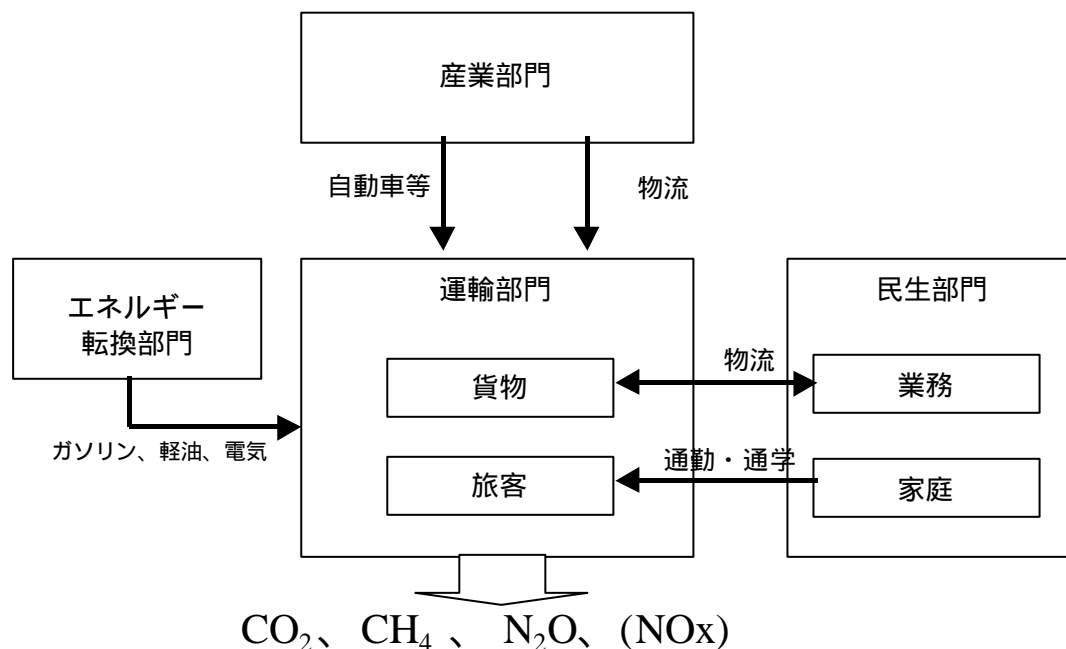 産業部門
自動車等
物流
エネルギー
転換部門
ガソリン、軽油、電気
運輸部門
貨物
旅客
物流
通勤・通学
民生部門
業務
家庭
CO₂、CH₄、N₂O、(NOx)